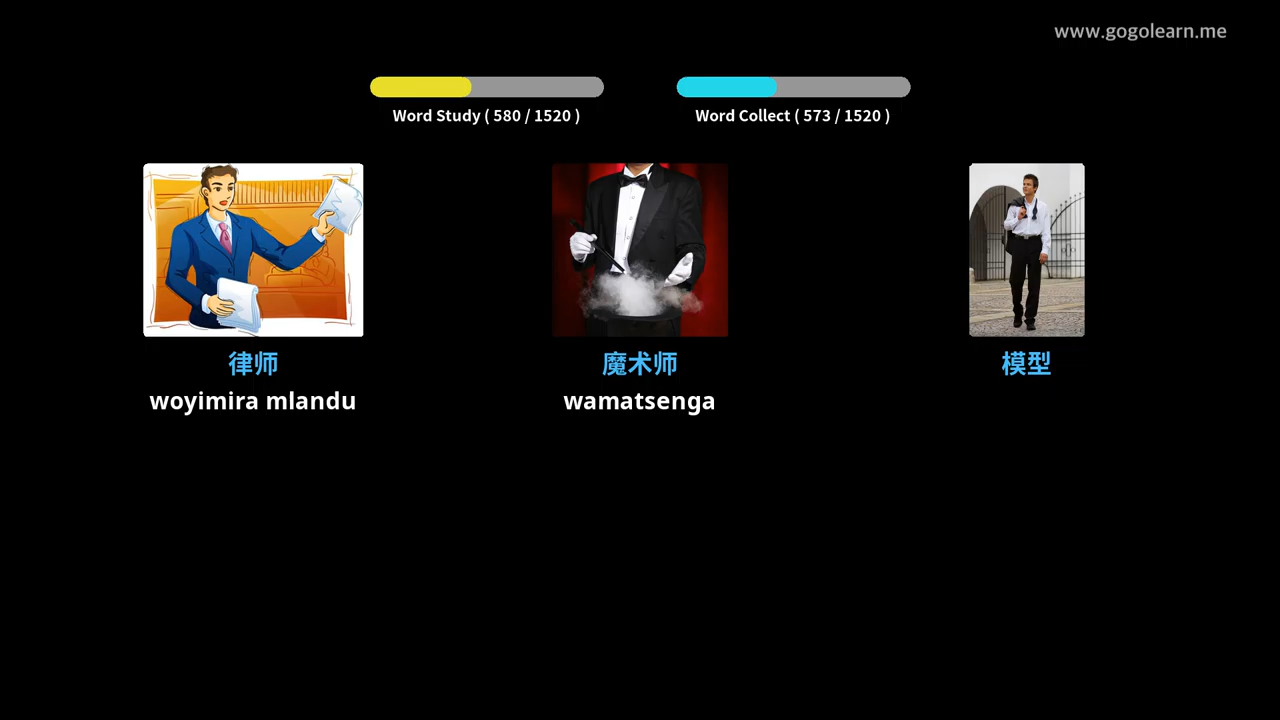 www.gogolearn.me
Word Study ( 580 / 1520 )
Word Collect ( 573 / 1520 )
律师
魔术师
模型
woyimira mlandu
wamatsenga